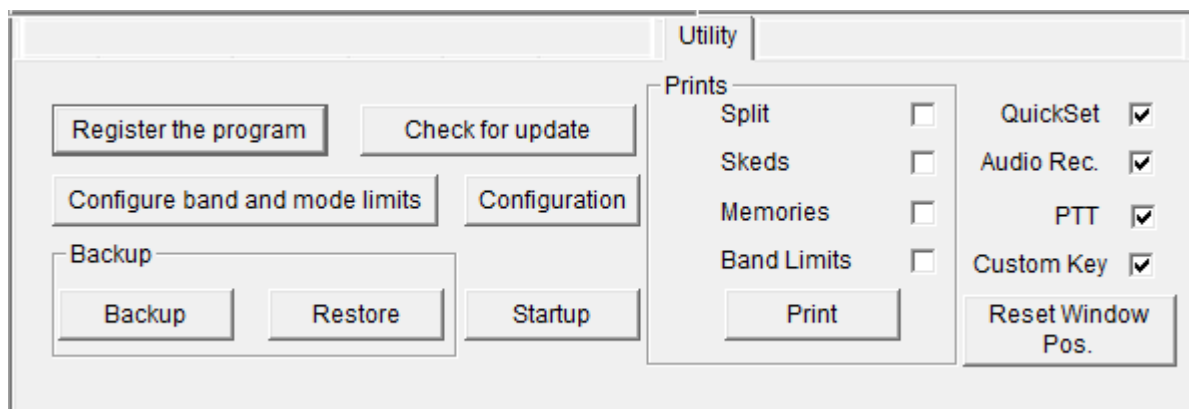 Utility
Register the program
Check for update
Configure band and mode limits
Configuration
Backup
Backup
Restore
Startup
Prints
Split
Skeds
Memories
Band Limits
Print
QuickSet
Audio Rec.
PTT
Custom Key
Reset Window
Pos.